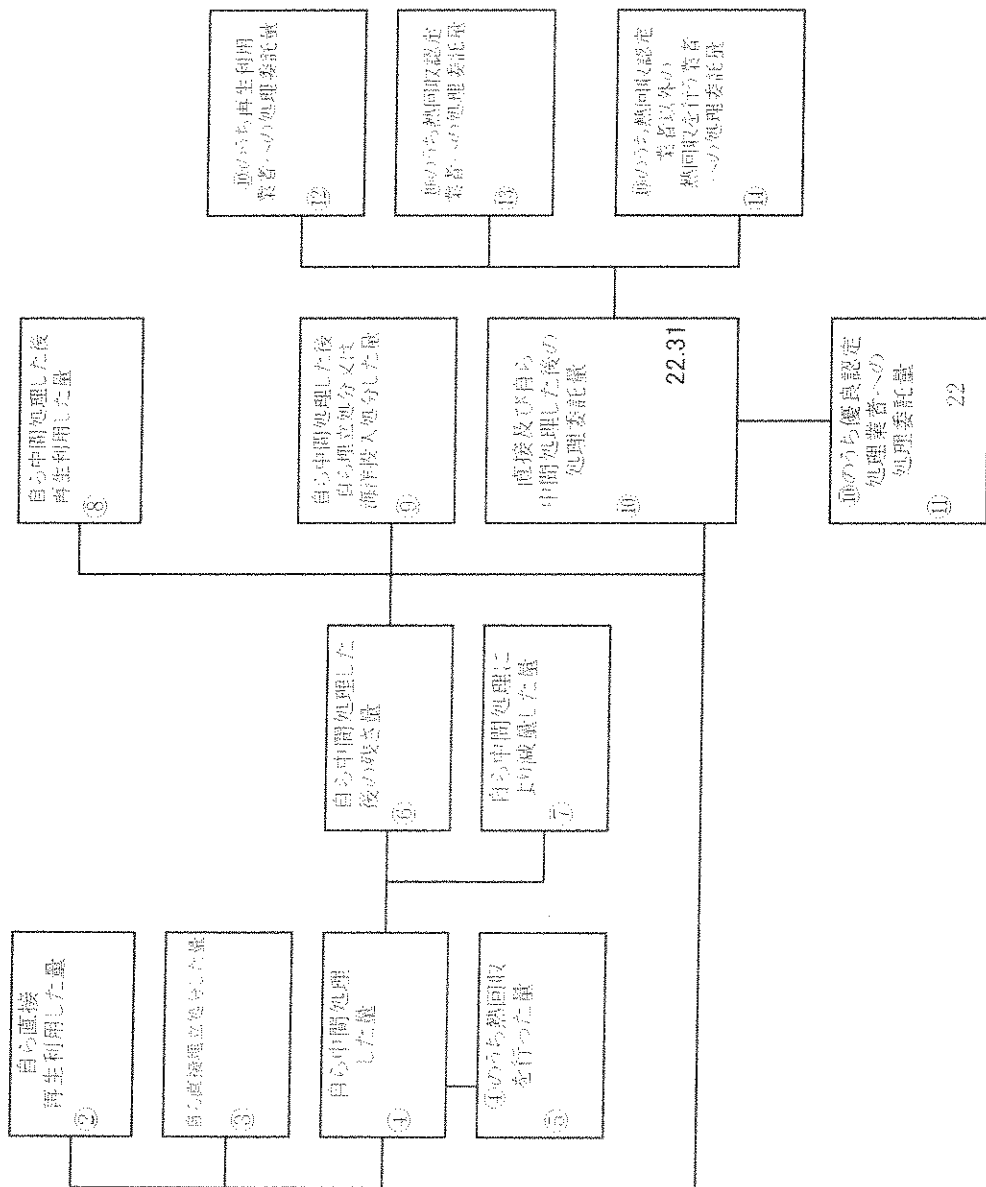 自ら直接
再生利用した量
②
自ら直接埋立処分した量
③
自ら中間処理
した量
④
④のうち熱回収
を行った量
⑤
自ら中間処理した
後の残さ量
⑥
自ら中間処理に
より減量した量
⑦
自ら中間処理した後
再生利用した量
⑧
自ら中間処理した後
自ら埋立処分又は
海洋投入処分した量
⑨
直接及び自ら
中間処理した後の
処理委託量
⑩
22.31
⑩のうち優良認定
処理業者への
処理委託量
⑪
22
⑩のうち再生利用
業者への処理委託量
⑫
⑩のうち熱回収認定
業者への処理委託量
⑬
⑩のうち熱回収認定
業者以外の
熱回収を行う業者
への処理委託量
⑭